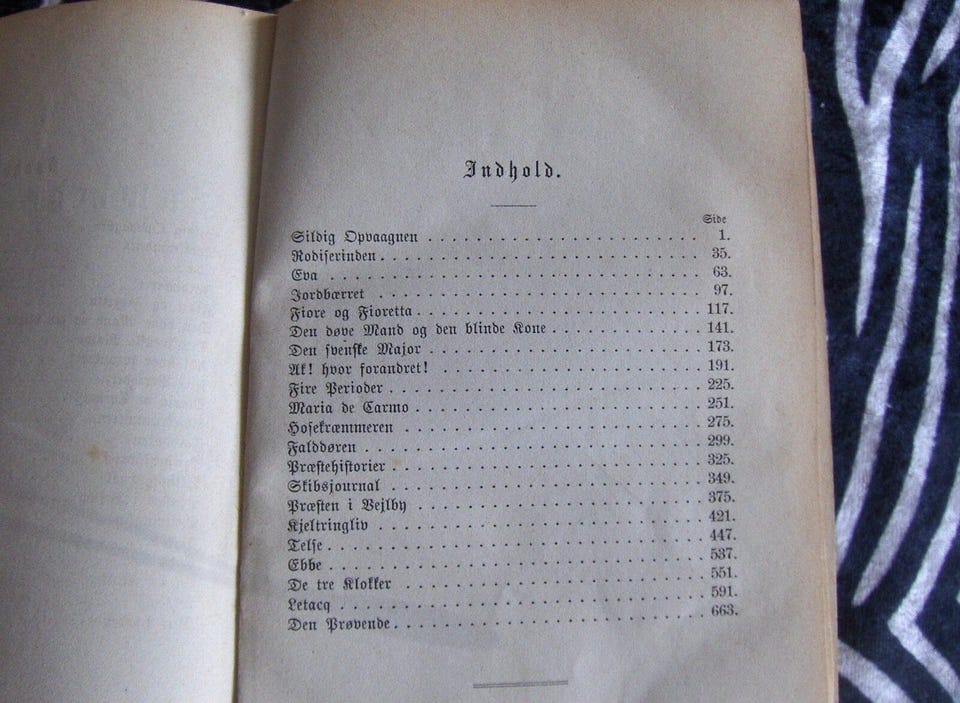 Indhold.
Side
Sildig Opvaagnen . . . . . . . . . . . . . . . . . . . . . . . . 1.
Rodiserinden . . . . . . . . . . . . . . . . . . . . . . . . 35.
Eva . . . . . . . . . . . . . . . . . . . . . . . . 63.
Jordbærret . . . . . . . . . . . . . . . . . . . . . . . . 97.
Fiore og Fioretta . . . . . . . . . . . . . . . . . . . . . . . . 117.
Den døve Mand og den blinde Kone . . . . . . . . . . . . 141.
Den svenske Major . . . . . . . . . . . . . . . . . . . . . . . . 173.
Ak! hvor forandret! . . . . . . . . . . . . . . . . . . . . . . . . 191.
Fire Perioder . . . . . . . . . . . . . . . . . . . . . . . . 225.
Maria de Carmo . . . . . . . . . . . . . . . . . . . . . . . . 251.
Hosekræmmeren . . . . . . . . . . . . . . . . . . . . . . . . 275.
Falddøren . . . . . . . . . . . . . . . . . . . . . . . . 299.
Præstehistorier . . . . . . . . . . . . . . . . . . . . . . . . 325.
Skibsjournal . . . . . . . . . . . . . . . . . . . . . . . . 349.
Præsten i Vejlby . . . . . . . . . . . . . . . . . . . . . . . . 375.
Kjeltringliv . . . . . . . . . . . . . . . . . . . . . . . . 421.
Telse . . . . . . . . . . . . . . . . . . . . . . . . 447.
Ebbe . . . . . . . . . . . . . . . . . . . . . . . . 537.
De tre Klokker . . . . . . . . . . . . . . . . . . . . . . . . 551.
Letacq . . . . . . . . . . . . . . . . . . . . . . . . 591.
Den Prøvende . . . . . . . . . . . . . . . . . . . . . . . . 663.